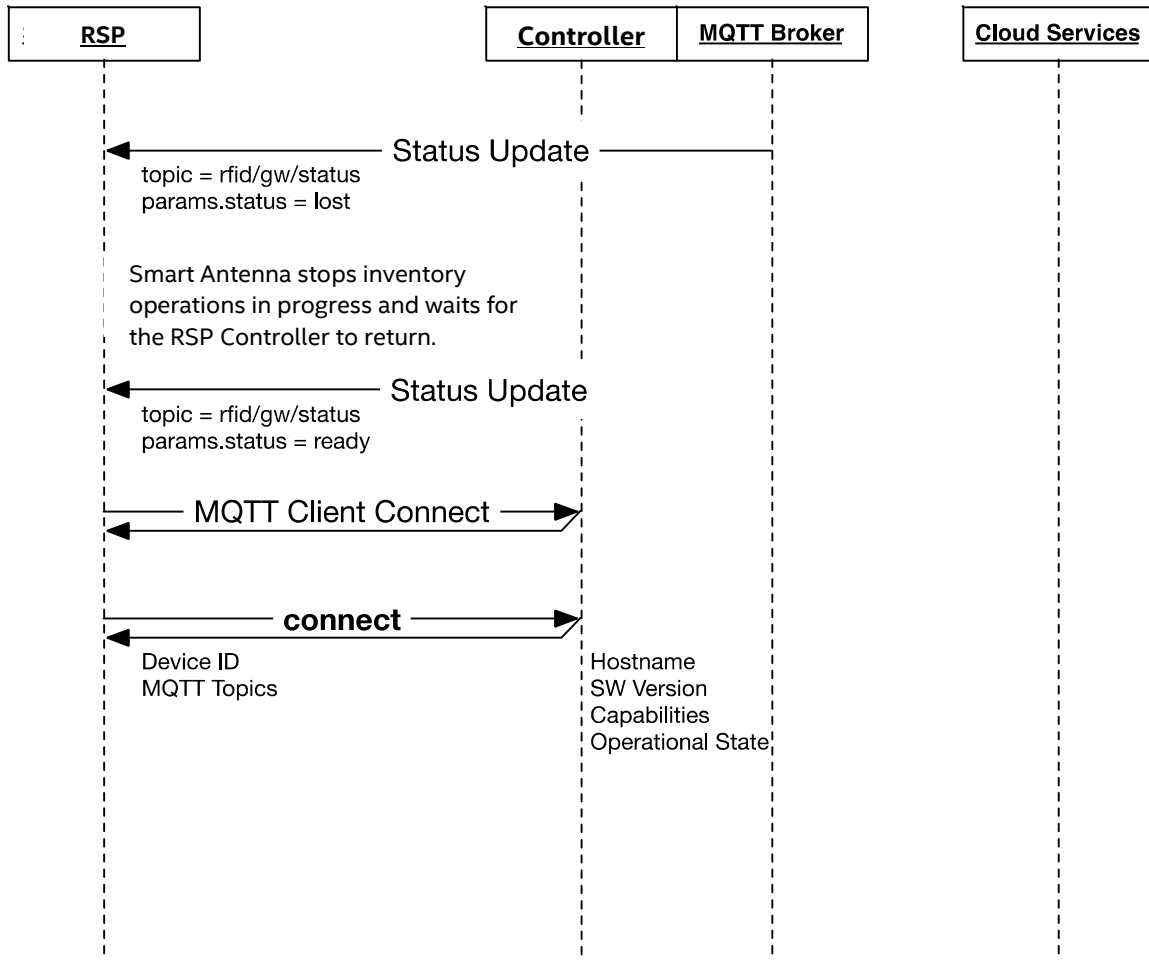 RSP
Controller
MQTT Broker
Cloud Services
Status Update
topic = rfid/gw/status
params.status = lost
Smart Antenna stops inventory
operations in progress and waits for
the RSP Controller to return.
Status Update
topic = rfid/gw/status
params.status = ready
MQTT Client Connect
connect
Device ID
MQTT Topics
Hostname
SW Version
Capabilities
Operational State